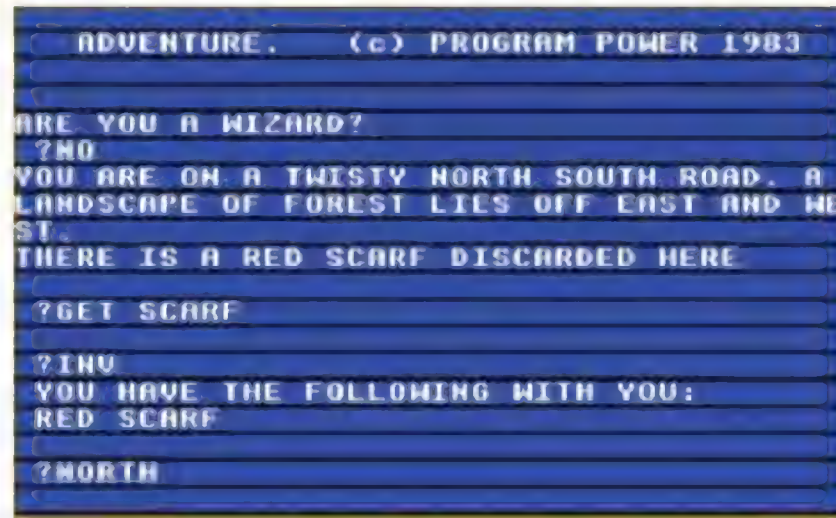 ADVENTURE. (c) PROGRAM POWER 1983
ARE YOU A WIZARD?
?NO
YOU ARE ON A TWISTY NORTH SOUTH ROAD. A
LANDSCAPE OF FOREST LIES OFF EAST AND WE
ST.
THERE IS A RED SCARF DISCARDED HERE
?GET SCARF
?INV
YOU HAVE THE FOLLOWING WITH YOU:
RED SCARF
?NORTH